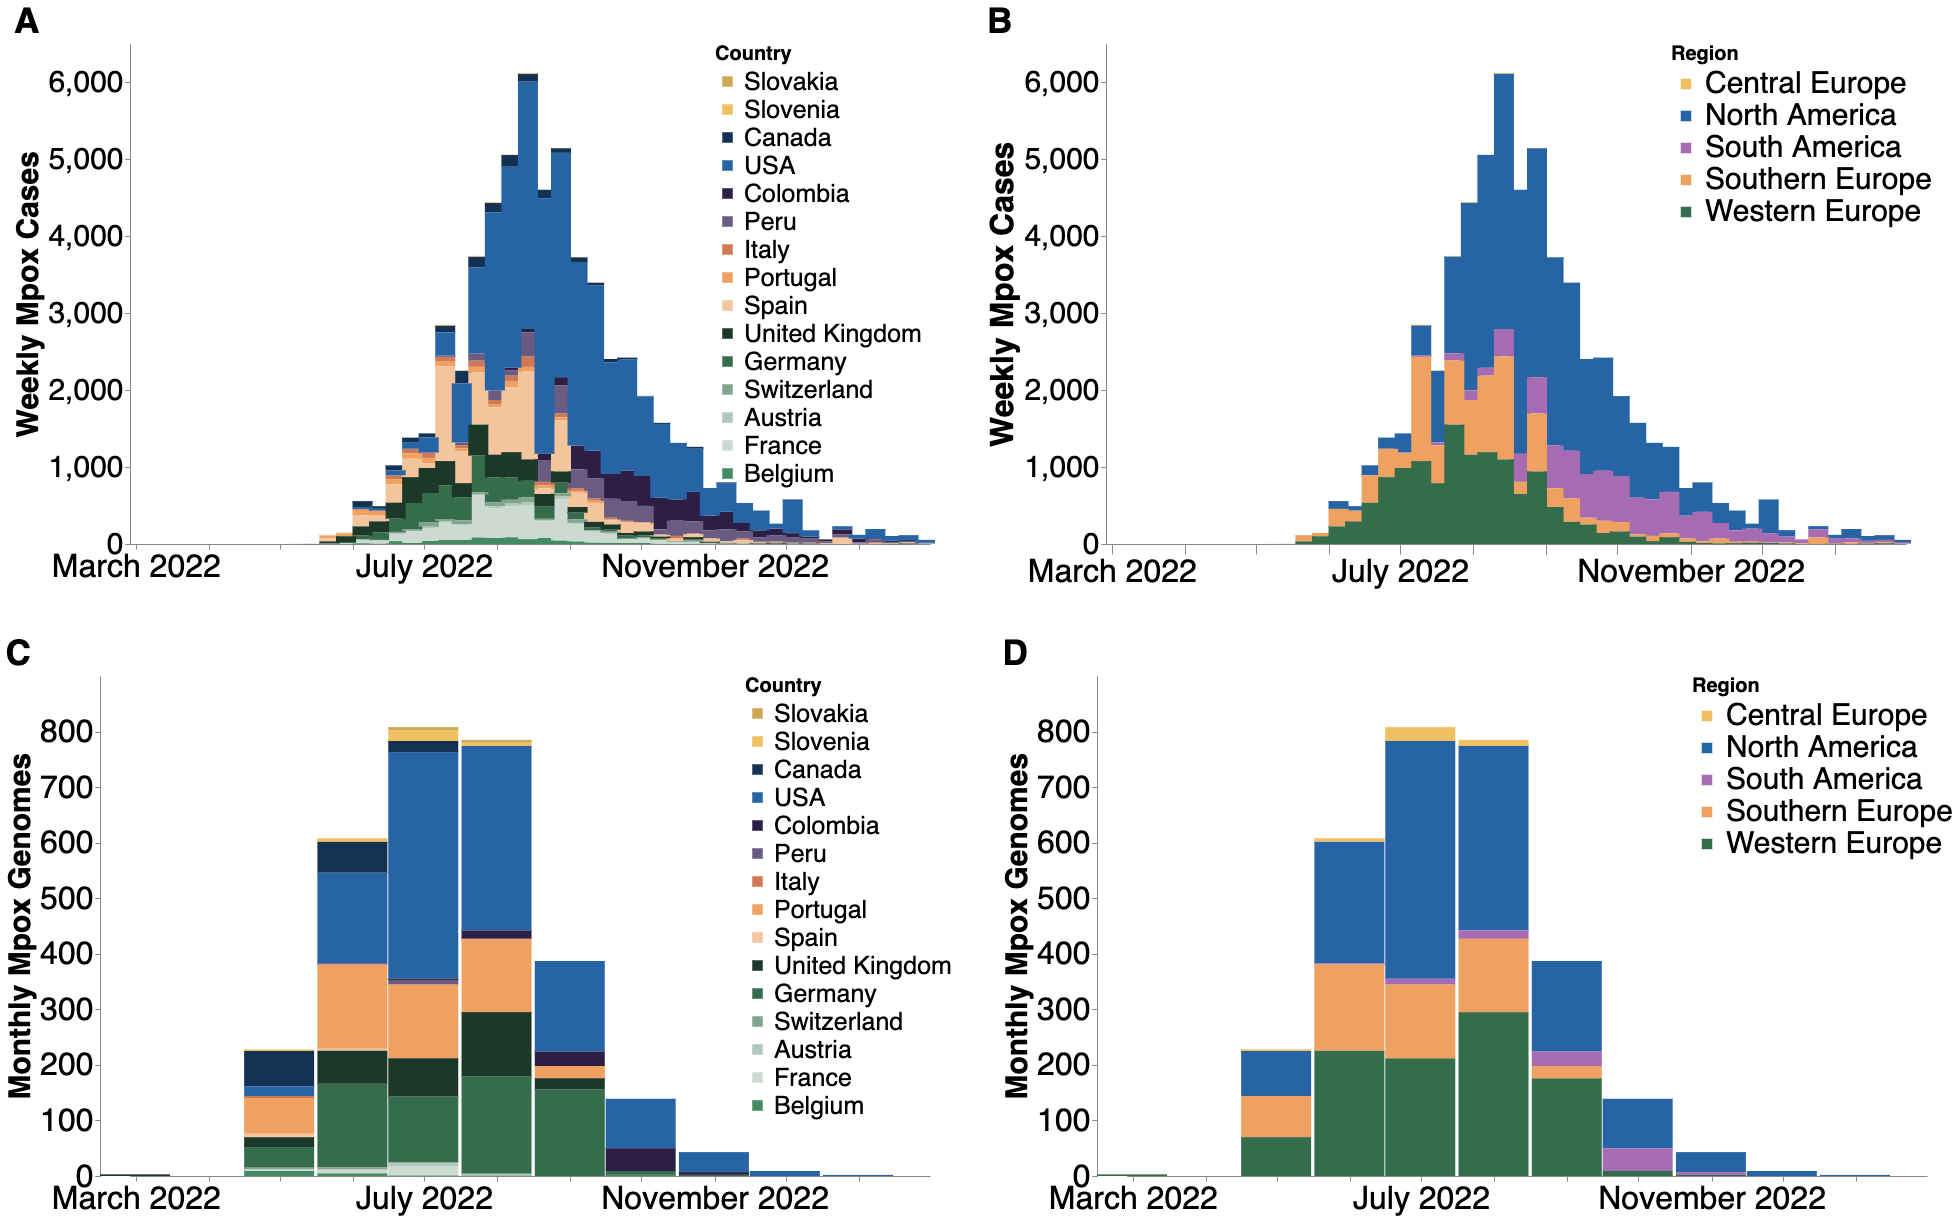 A
Weekly Mpox Cases
6,000
5,000
4,000
3,000
2,000
1,000
0
March 2022
July 2022
November 2022
Country
Slovakia
Slovenia
Canada
USA
Colombia
Peru
Italy
Portugal
Spain
United Kingdom
Germany
Switzerland
Austria
France
Belgium
B
Weekly Mpox Cases
6,000
5,000
4,000
3,000
2,000
1,000
0
March 2022
July 2022
November 2022
Region
Central Europe
North America
South America
Southern Europe
Western Europe
C
Monthly Mpox Genomes
800
700
600
500
400
300
200
100
0
March 2022
July 2022
November 2022
Country
Slovakia
Slovenia
Canada
USA
Colombia
Peru
Italy
Portugal
Spain
United Kingdom
Germany
Switzerland
Austria
France
Belgium
D
Monthly Mpox Genomes
800
700
600
500
400
300
200
100
0
March 2022
July 2022
November 2022
Region
Central Europe
North America
South America
Southern Europe
Western Europe